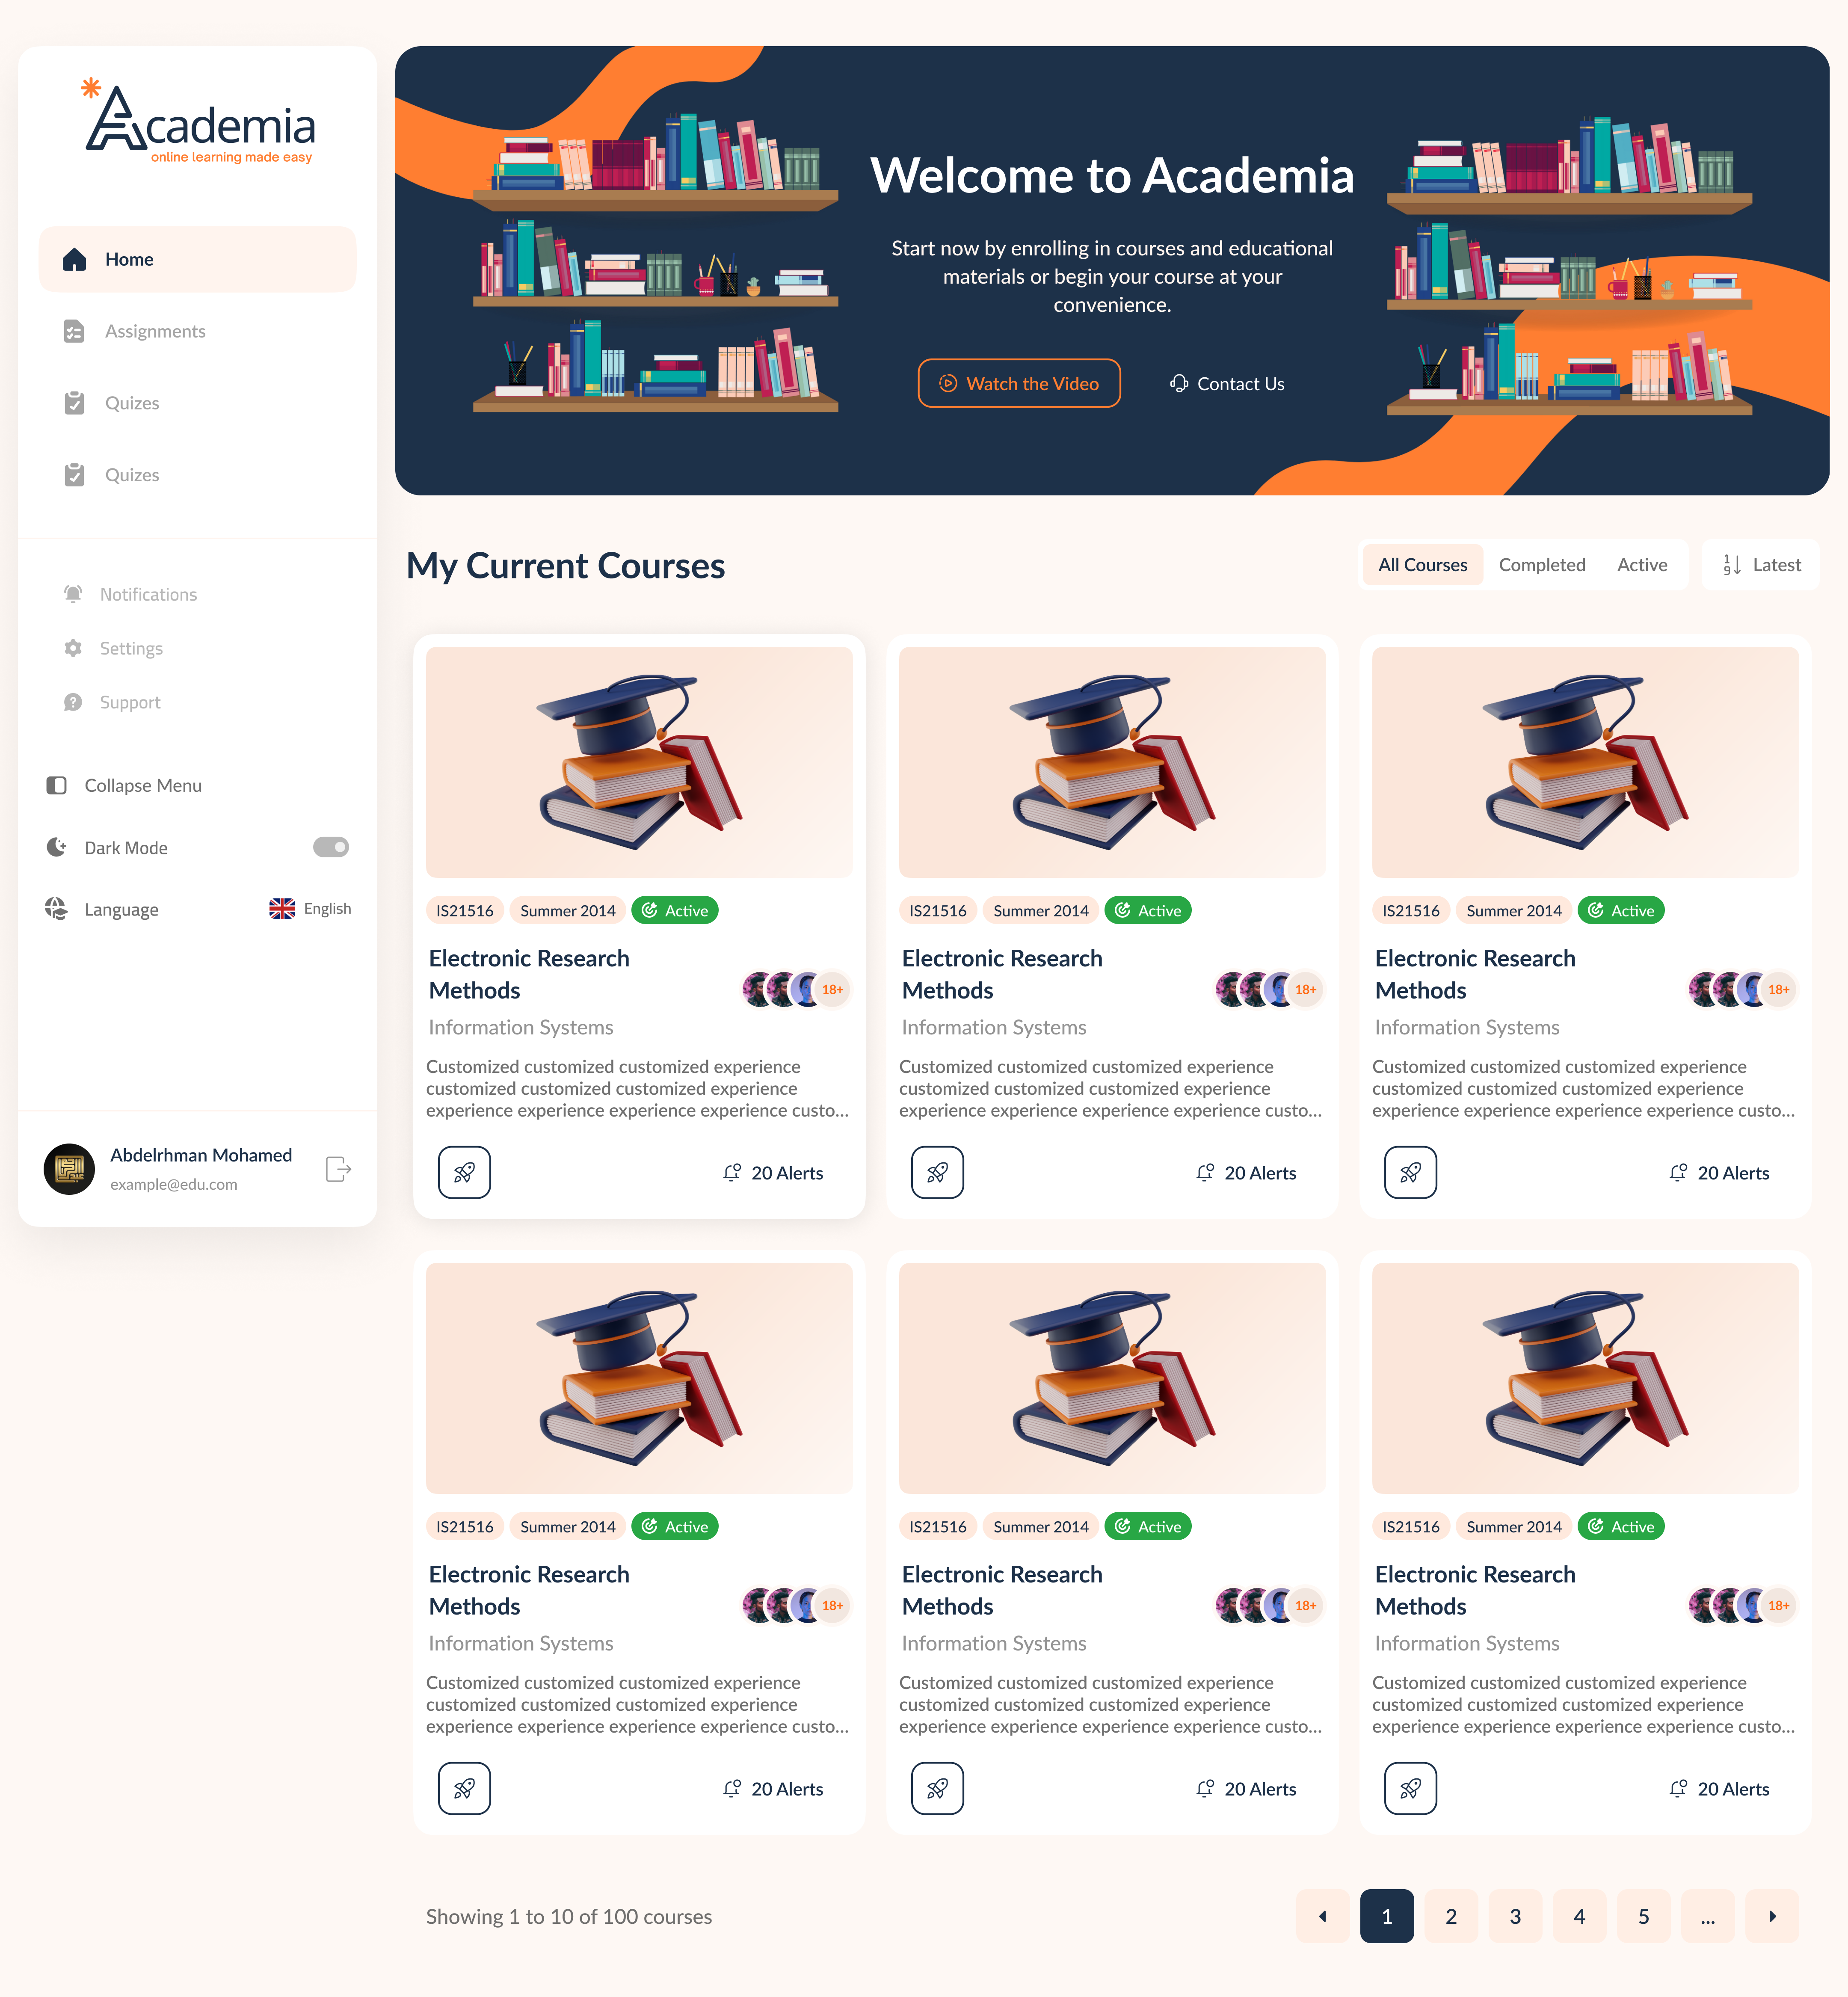 Academia
online learning made easy
Home
Assignments
Quizes
Quizes
Notifications
Settings
Support
Collapse Menu
Dark Mode
Language
English
Abdelrhman Mohamed
example@edu.com
Welcome to Academia
Start now by enrolling in courses and educational
materials or begin your course at your
convenience.
Watch the Video
Contact Us
My Current Courses
All Courses
Completed
Active
Latest
IS21516
Summer 2014
Active
Electronic Research
Methods
18+
Information Systems
Customized customized customized experience
customized customized customized experience
experience experience experience experience custo...
20 Alerts
IS21516
Summer 2014
Active
Electronic Research
Methods
18+
Information Systems
Customized customized customized experience
customized customized customized experience
experience experience experience experience custo...
20 Alerts
IS21516
Summer 2014
Active
Electronic Research
Methods
18+
Information Systems
Customized customized customized experience
customized customized customized experience
experience experience experience experience custo...
20 Alerts
IS21516
Summer 2014
Active
Electronic Research
Methods
18+
Information Systems
Customized customized customized experience
customized customized customized experience
experience experience experience experience custo...
20 Alerts
IS21516
Summer 2014
Active
Electronic Research
Methods
18+
Information Systems
Customized customized customized experience
customized customized customized experience
experience experience experience experience custo...
20 Alerts
IS21516
Summer 2014
Active
Electronic Research
Methods
18+
Information Systems
Customized customized customized experience
customized customized customized experience
experience experience experience experience custo...
20 Alerts
Showing 1 to 10 of 100 courses
1
2
3
4
5
...